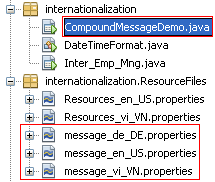 internationalization
CompoundMessageDemo.java
DateTimeFormat.java
Inter_Emp_Mng.java
internationalization.ResourceFiles
Resources_en_US.properties
Resources_vi_VN.properties
message_de_DE.properties
message_en_US.properties
message_vi_VN.properties